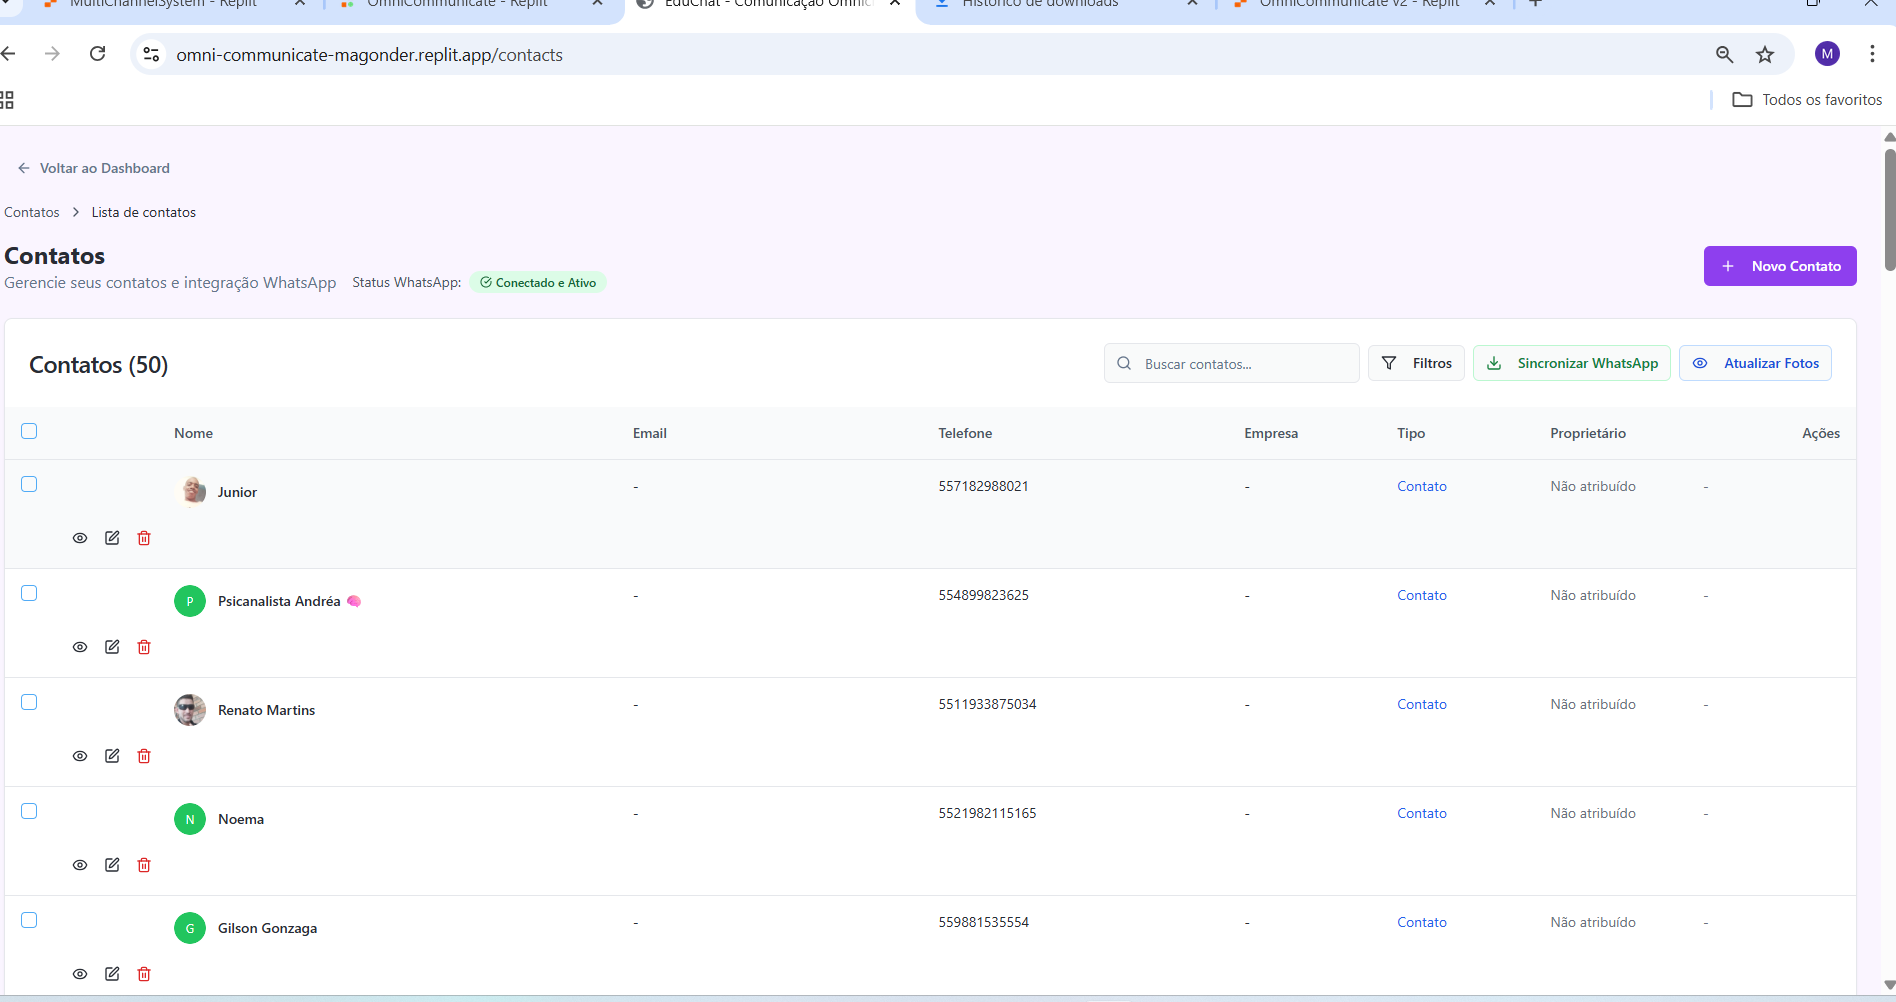 MultiChannelSystem - Replit
OmniCommunicate - Replit
EduChat - Comunicação Omnic
Histórico de downloads
OmniCommunicate v2 - Replit
omni-communicate-magonder.replit.app/contacts
M
Todos os favoritos
Voltar ao Dashboard
Contatos > Lista de contatos
Contatos
Gerencie seus contatos e integração WhatsApp Status WhatsApp: Conectado e Ativo
+ Novo Contato
Contatos (50)
Buscar contatos...
Filtros
Sincronizar WhatsApp
Atualizar Fotos
Nome Email Telefone Empresa Tipo Proprietário Ações
Junior - 557182988021 - Contato Não atribuído -
P Psicanalista Andréa 🧠 - 554899823625 - Contato Não atribuído -
Renato Martins - 5511933875034 - Contato Não atribuído -
N Noema - 5521982115165 - Contato Não atribuído -
G Gilson Gonzaga - 559881535554 - Contato Não atribuído -